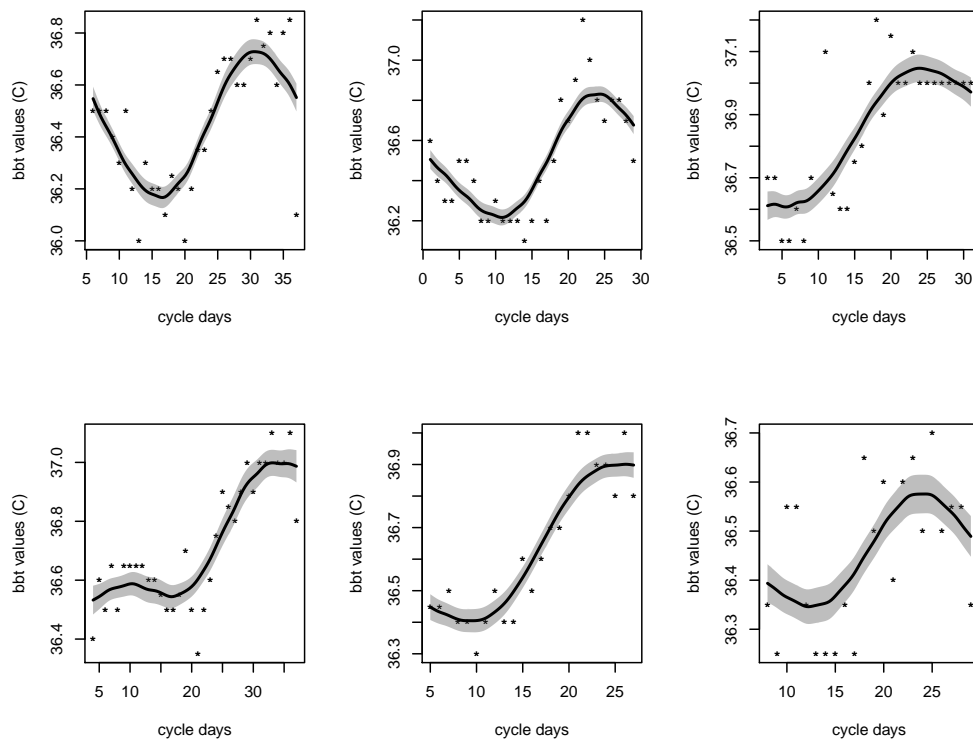 bbt values (C)
36.0 36.2 36.4 36.6 36.8
5 10 15 20 25 30 35
cycle days
bbt values (C)
36.2 36.6 37.0
0 5 10 15 20 25 30
cycle days
bbt values (C)
36.5 36.7 36.9 37.1
5 10 15 20 25 30
cycle days
bbt values (C)
36.4 36.6 36.8 37.0
5 10 20 30
cycle days
bbt values (C)
36.3 36.5 36.7 36.9
5 10 15 20 25
cycle days
bbt values (C)
36.3 36.4 36.5 36.6 36.7
10 15 20 25
cycle days